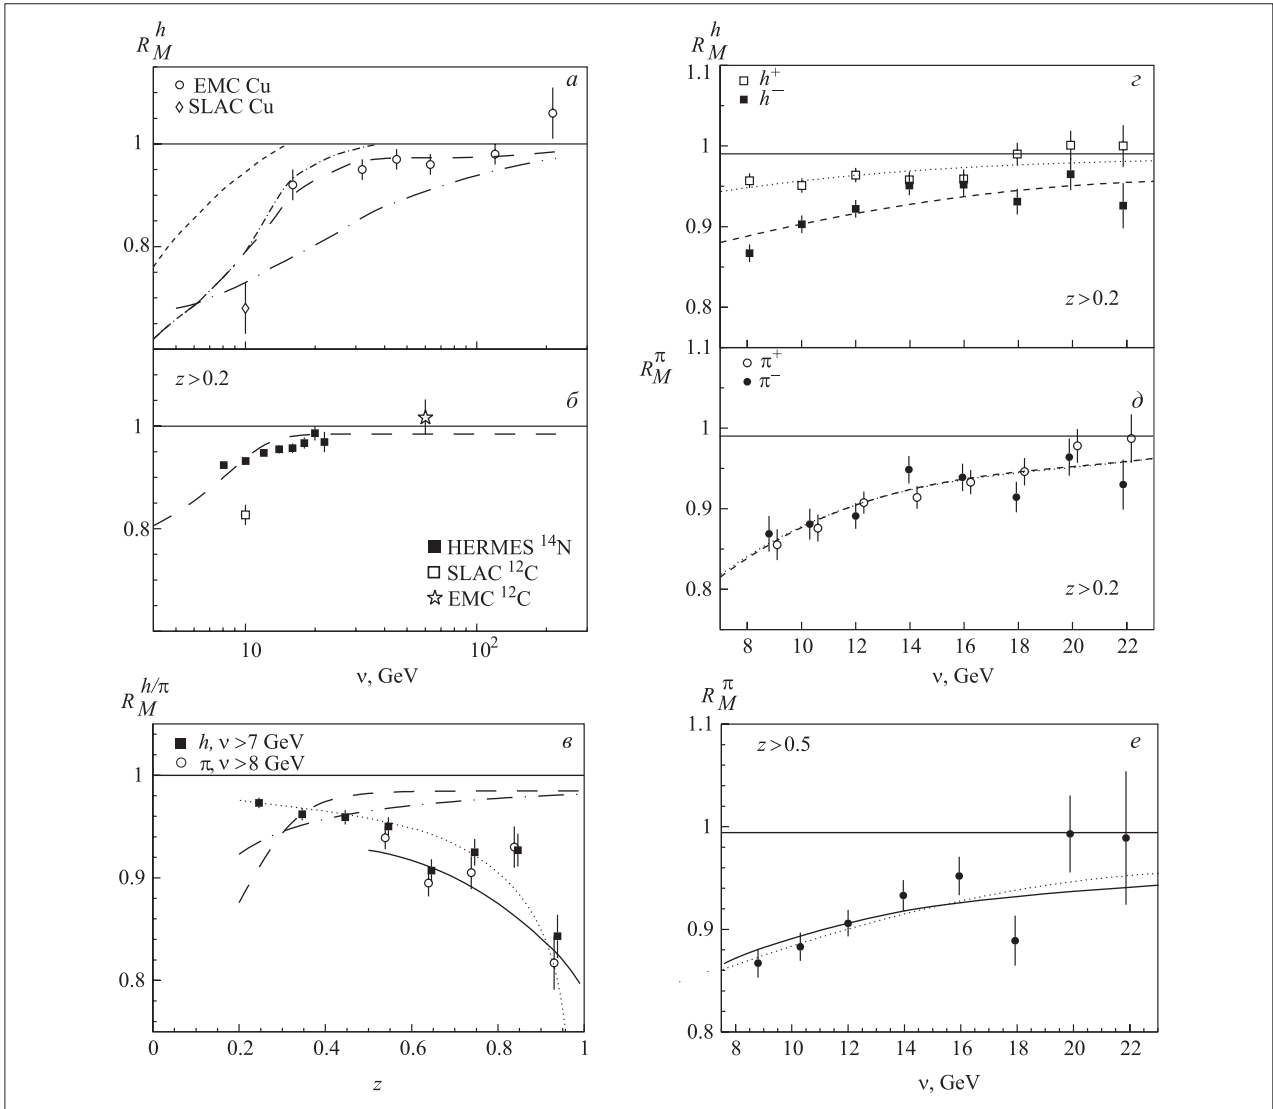 R_M^h
EMC Cu
SLAC Cu
а
1
0.8
z > 0.2
б
1
0.8
HERMES ¹⁴N
SLAC ¹²C
EMC ¹²C
10
10²
ν, GeV
R_M^{h/π}
h, ν > 7 GeV
π, ν > 8 GeV
в
1
0.9
0.8
0
0.2
0.4
0.6
0.8
1
z
R_M^h
1.1
h⁺
h⁻
г
1
0.9
0.8
z > 0.2
1.1
R_M^π
π⁺
π⁻
д
1
0.9
0.8
z > 0.2
8
10
12
14
16
18
20
22
ν, GeV
R_M^π
1.1
z > 0.5
е
1
0.9
0.8
8
10
12
14
16
18
20
22
ν, GeV